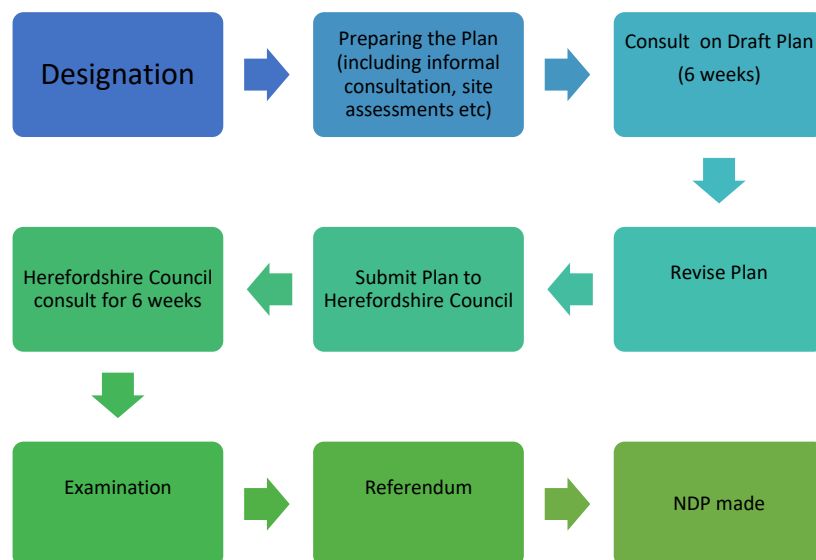 Designation
Preparing the Plan
(including informal
consultation, site
assessments etc)
Consult on Draft Plan
(6 weeks)
Revise Plan
Submit Plan to
Herefordshire Council
Herefordshire Council
consult for 6 weeks
Examination
Referendum
NDP made